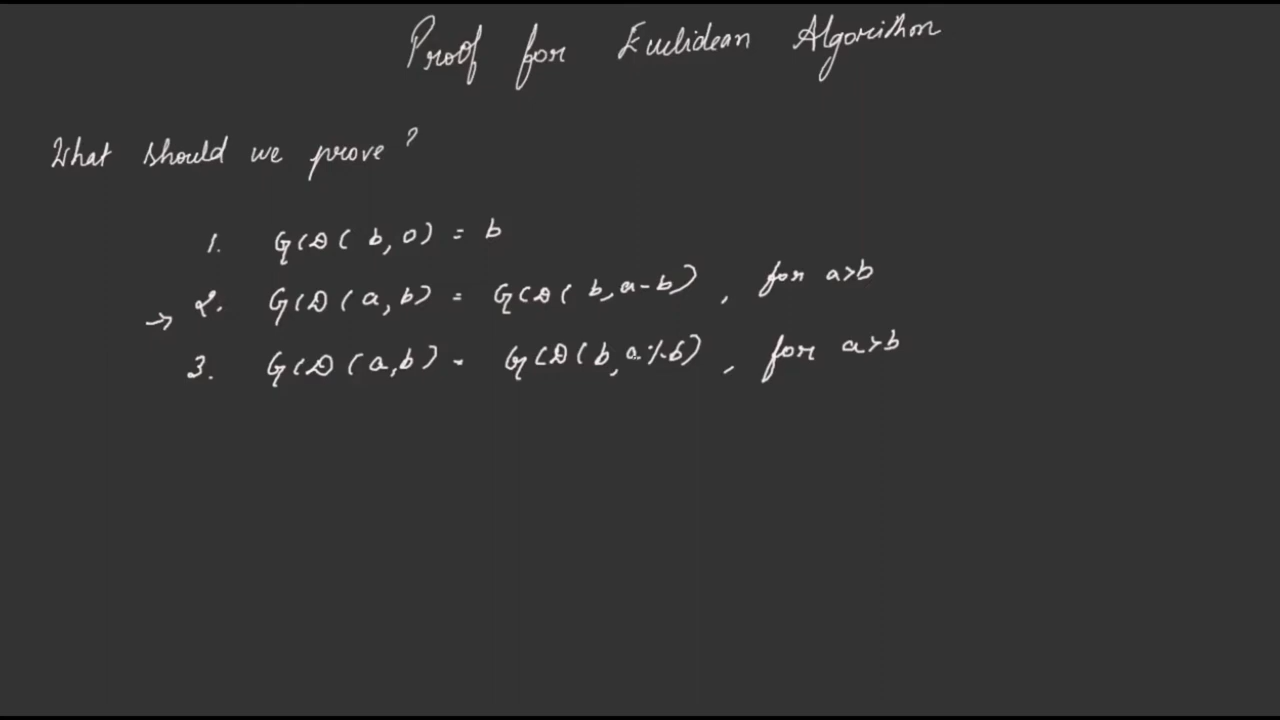 Proof for Euclidean Algorithm
What should we prove?
1. GCD(b,0) = b
→ 2. GCD(a,b) = GCD(b,a-b), for a>b
3. GCD(a,b) = GCD(b,a%b), for a>b